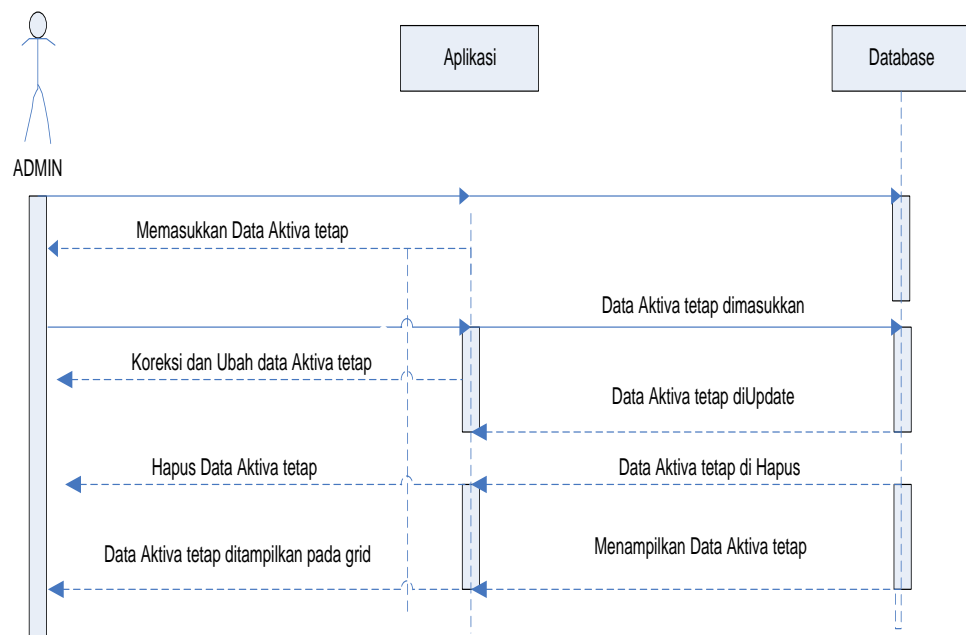 Aplikasi
Database
ADMIN
Memasukkan Data Aktiva tetap
Data Aktiva tetap dimasukkan
Koreksi dan Ubah data Aktiva tetap
Data Aktiva tetap diUpdate
Hapus Data Aktiva tetap
Data Aktiva tetap di Hapus
Data Aktiva tetap ditampilkan pada grid
Menampilkan Data Aktiva tetap